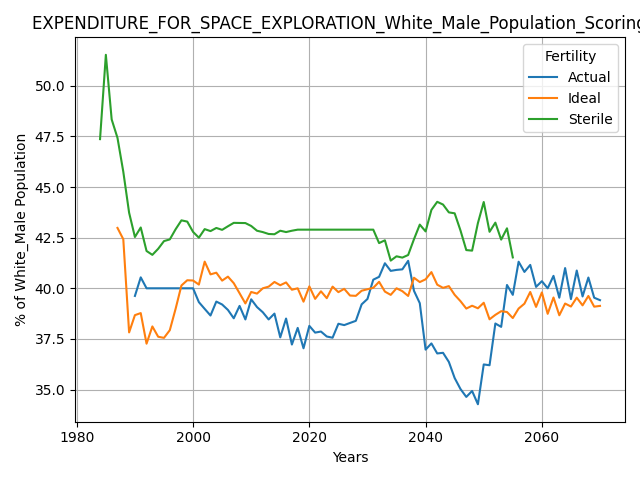 EXPENDITURE_FOR_SPACE_EXPLORATION_White_Male_Population_Scoring
Fertility
Actual
Ideal
Sterile
% of White_Male Population
50.0
47.5
45.0
42.5
40.0
37.5
35.0
1980
2000
2020
2040
2060
Years